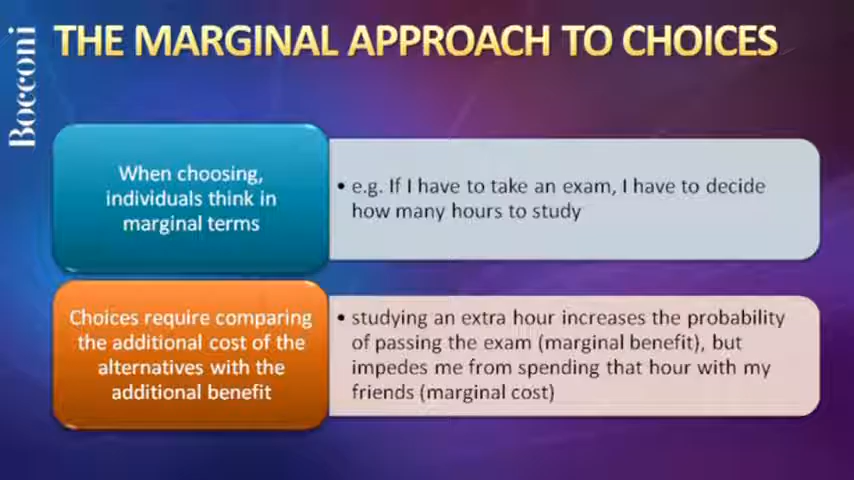 Bocconi
THE MARGINAL APPROACH TO CHOICES
When choosing,
individuals think in
marginal terms
• e.g. If I have to take an exam, I have to decide
how many hours to study
Choices require comparing
the additional cost of the
alternatives with the
additional benefit
• studying an extra hour increases the probability
of passing the exam (marginal benefit), but
impedes me from spending that hour with my
friends (marginal cost)